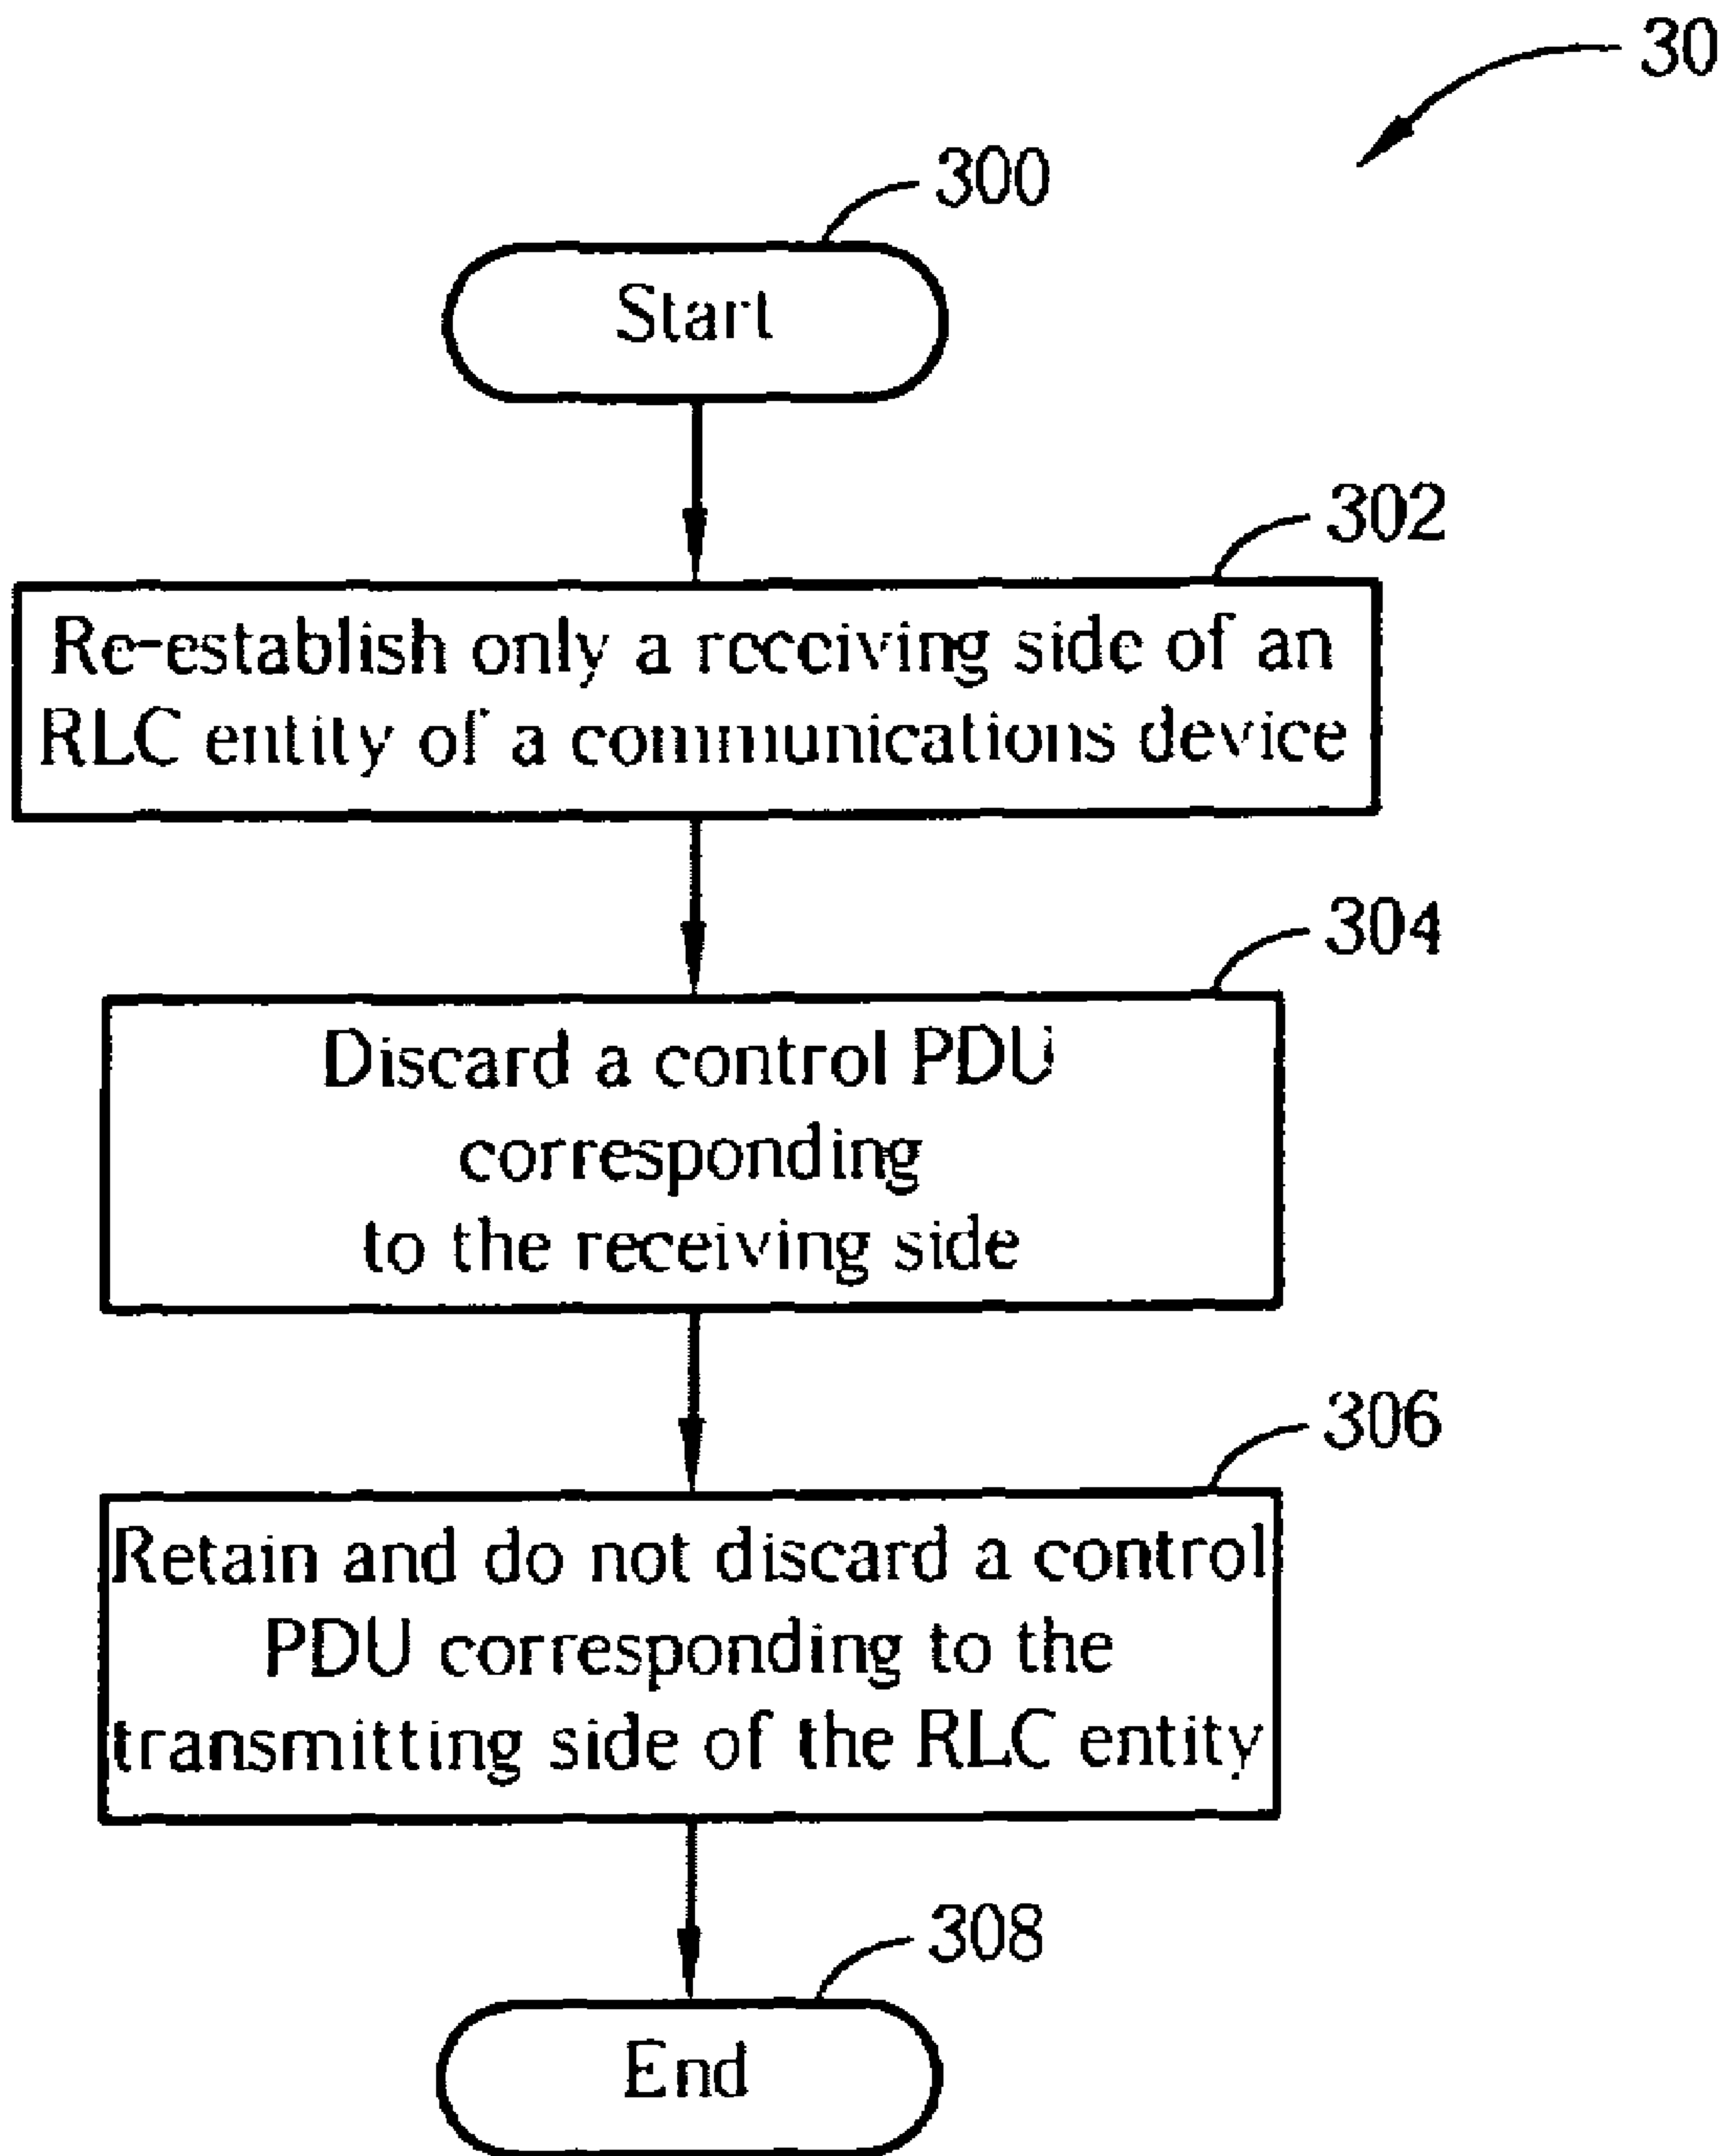 30
300
Start
302
Re-establish only a receiving side of an
RLC entity of a communications device
304
Discard a control PDU
corresponding
to the receiving side
306
Retain and do not discard a control
PDU corresponding to the
transmitting side of the RLC entity
308
End